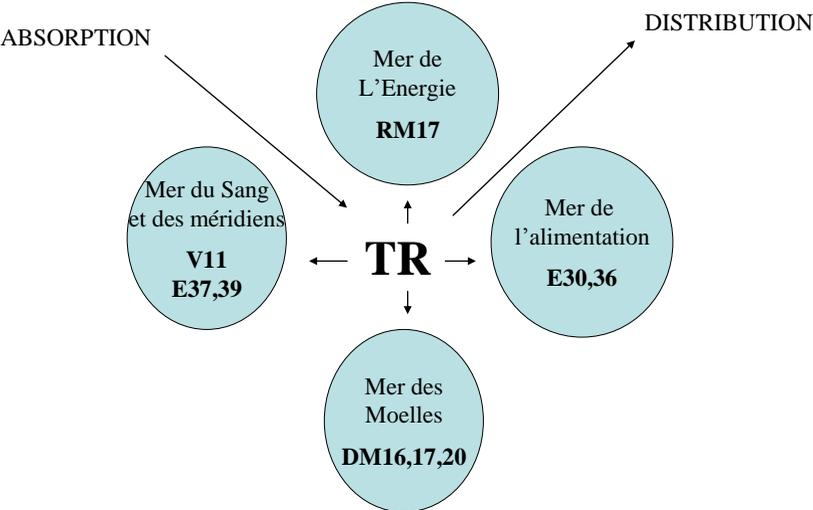 ABSORPTION
DISTRIBUTION
Mer de
L’Energie
RM17
Mer du Sang
et des méridiens
V11
E37,39
TR
Mer de
l’alimentation
E30,36
Mer des
Moelles
DM16,17,20